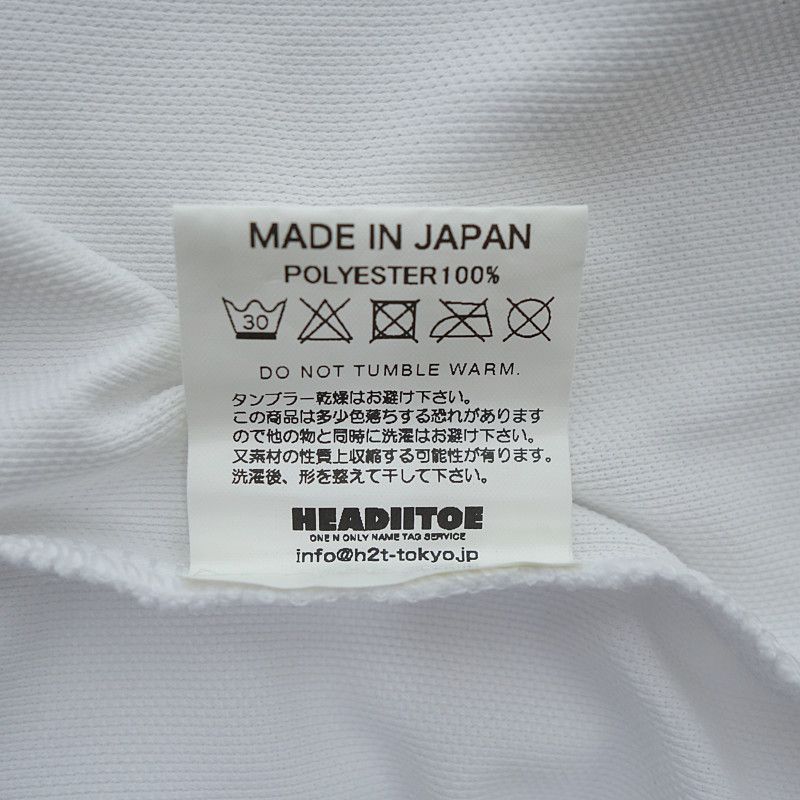 MADE IN JAPAN
POLYESTER100%
30
DO NOT TUMBLE WARM.
タンブラー乾燥はお避け下さい。
この商品は多少色落ちする恐れがあります
ので他の物と同時に洗濯はお避け下さい。
又素材の性質上収縮する可能性が有ります。
洗濯後、形を整えて干して下さい。
HEADIITOE
ONE N ONLY NAME TAG SERVICE
info@h2t-tokyo.jp